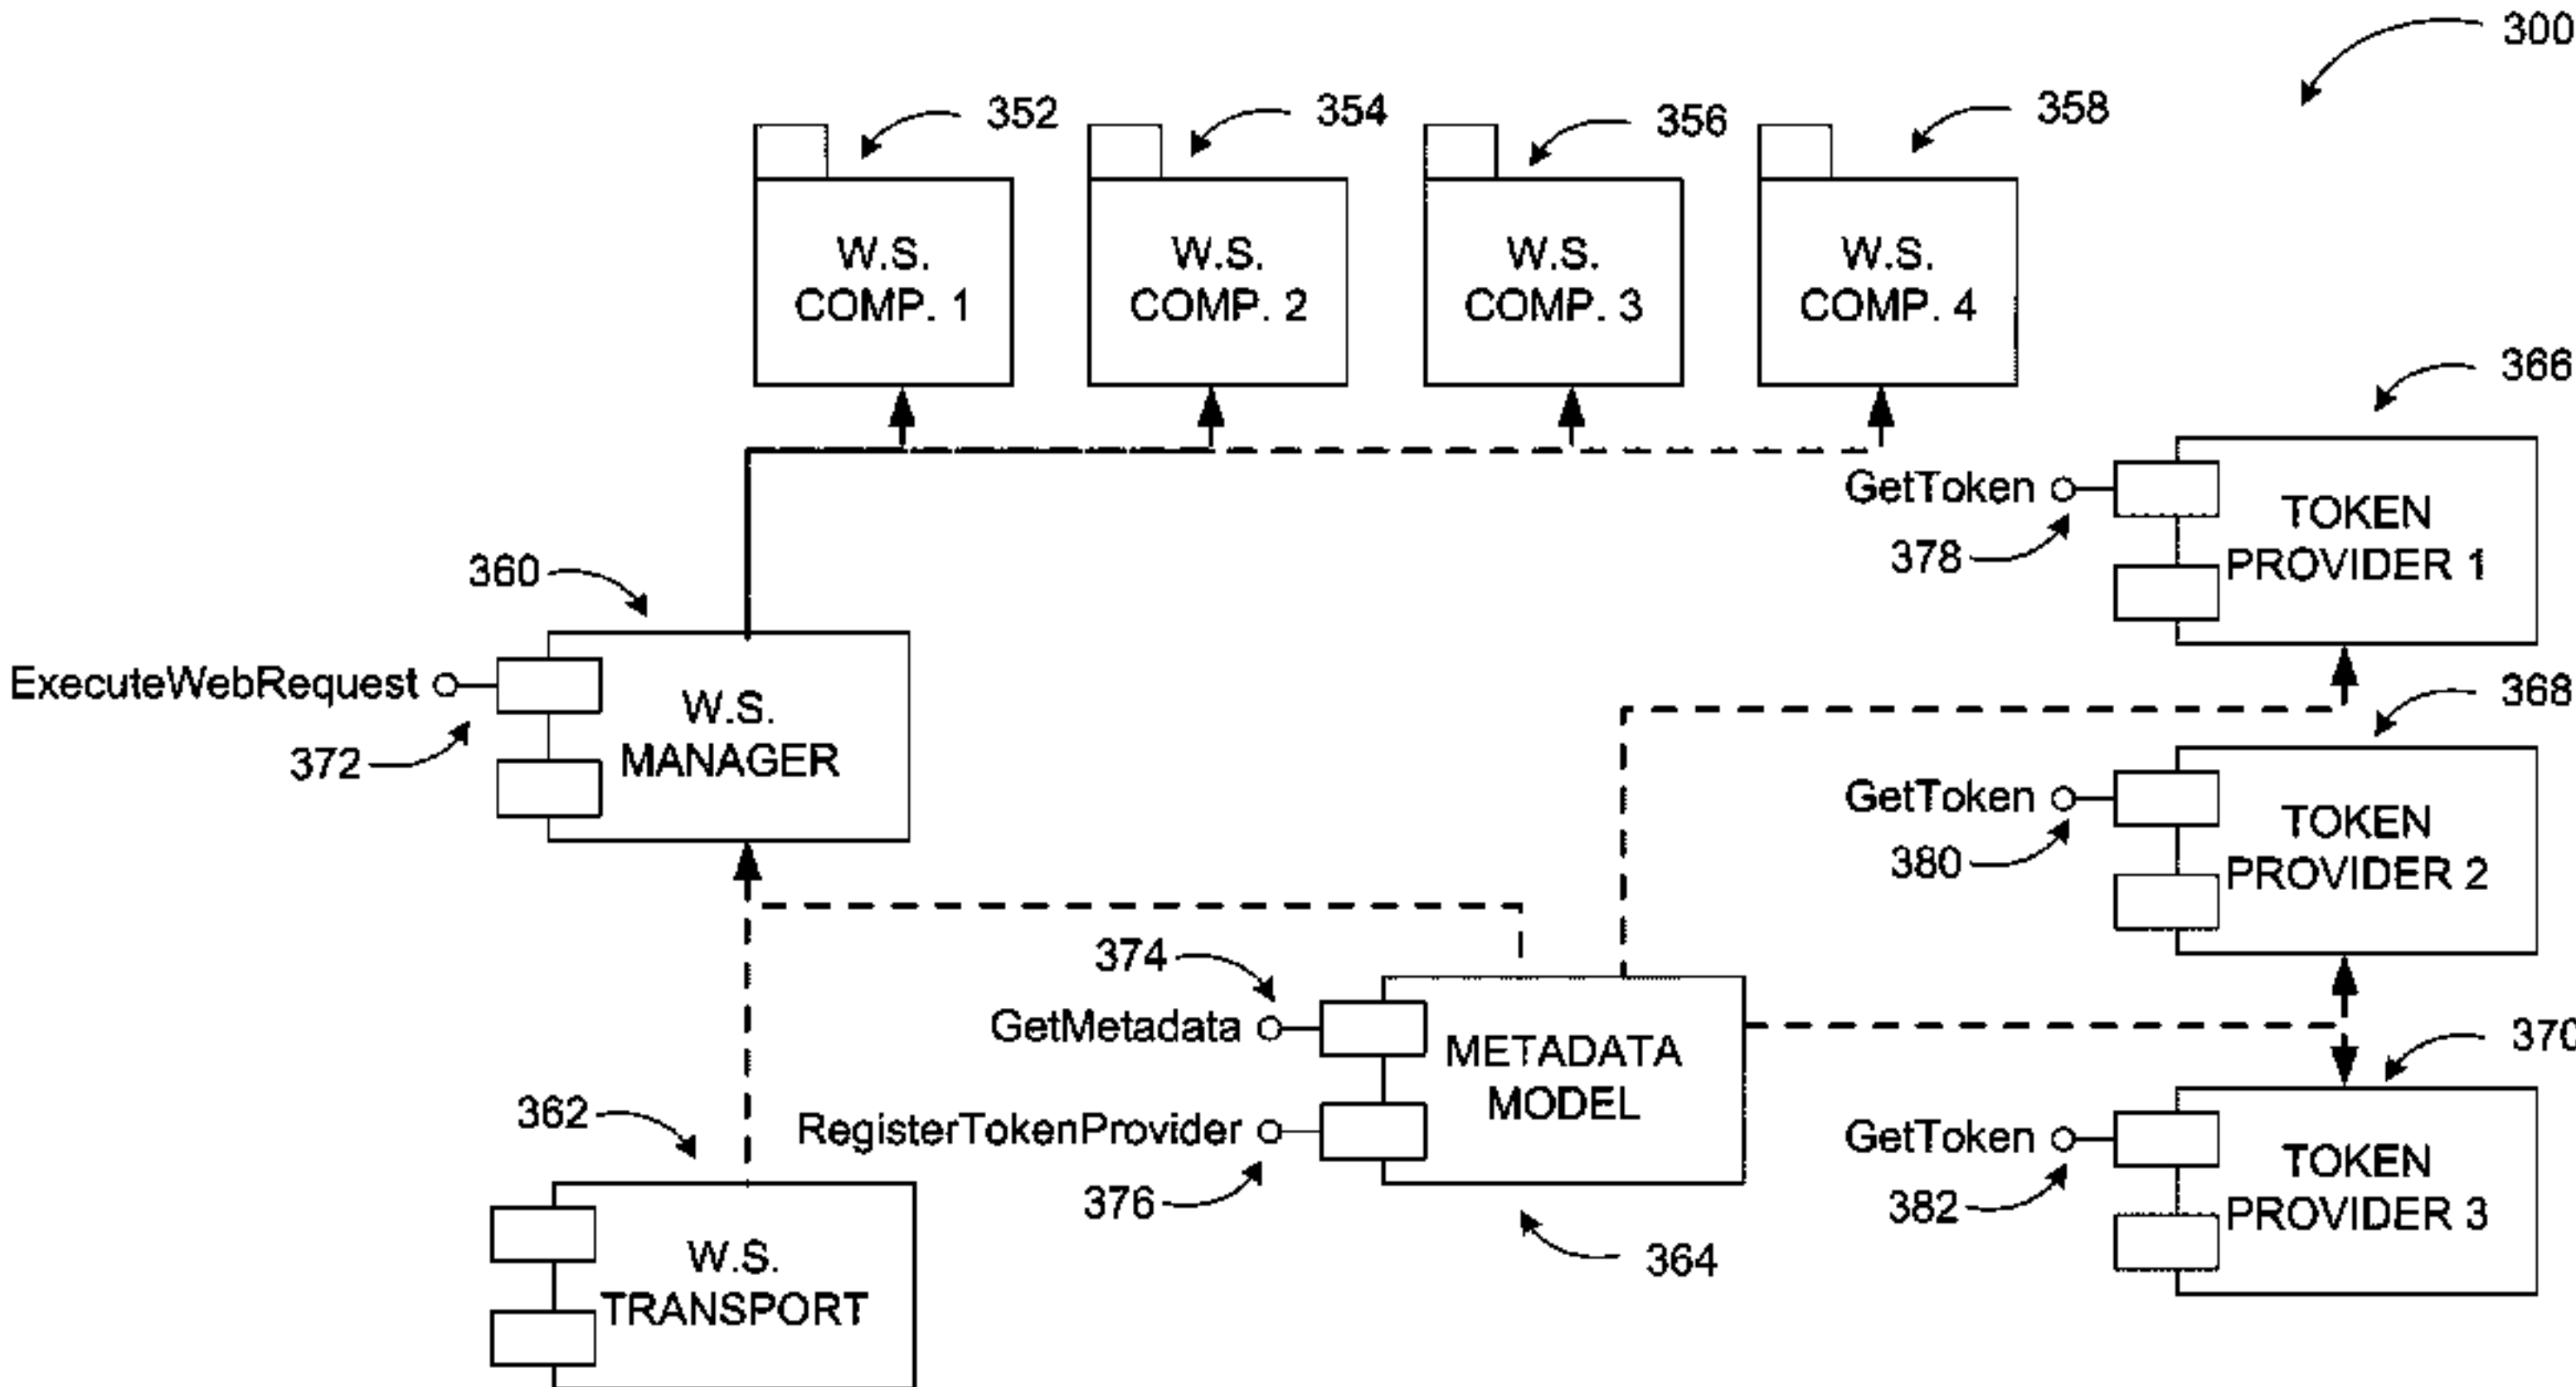 300
352
354
356
358
W.S.
COMP. 1
W.S.
COMP. 2
W.S.
COMP. 3
W.S.
COMP. 4
366
GetToken
378
TOKEN
PROVIDER 1
360
ExecuteWebRequest
372
W.S.
MANAGER
368
GetToken
380
TOKEN
PROVIDER 2
374
GetMetadata
RegisterTokenProvider
376
METADATA
MODEL
364
370
GetToken
382
TOKEN
PROVIDER 3
362
W.S.
TRANSPORT